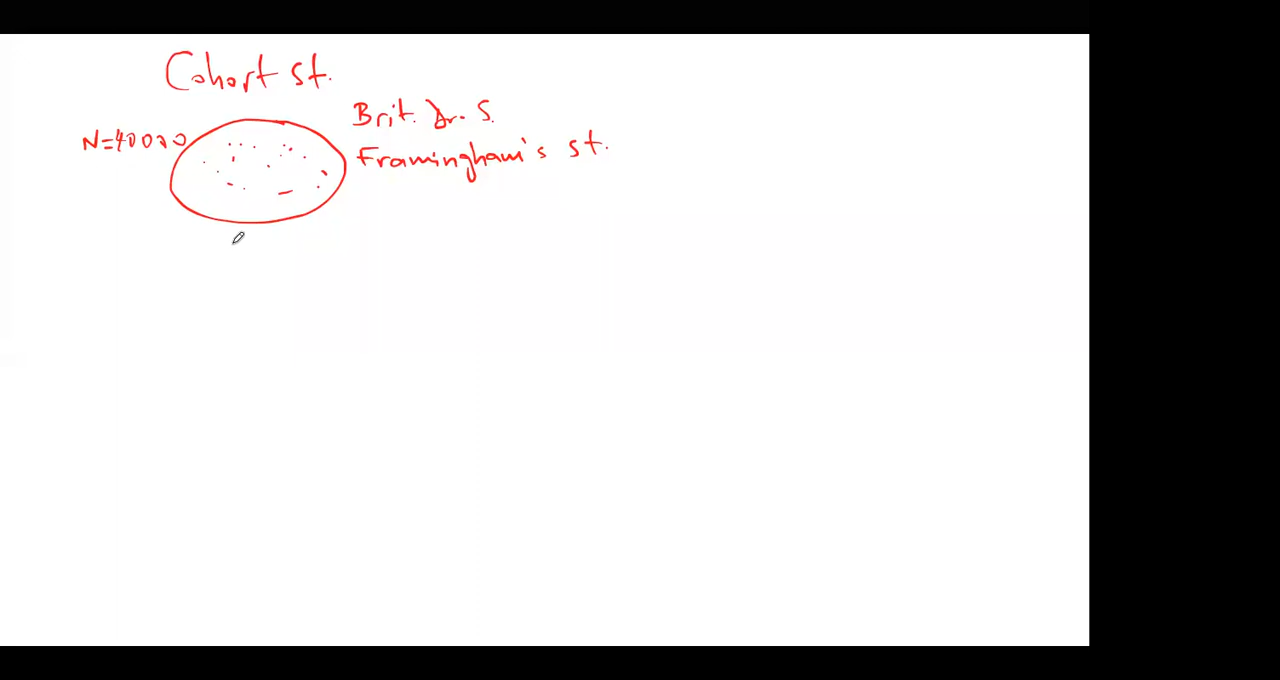 Cohort st.
Brit. Dr. S.
N=40000
Framingham's st.